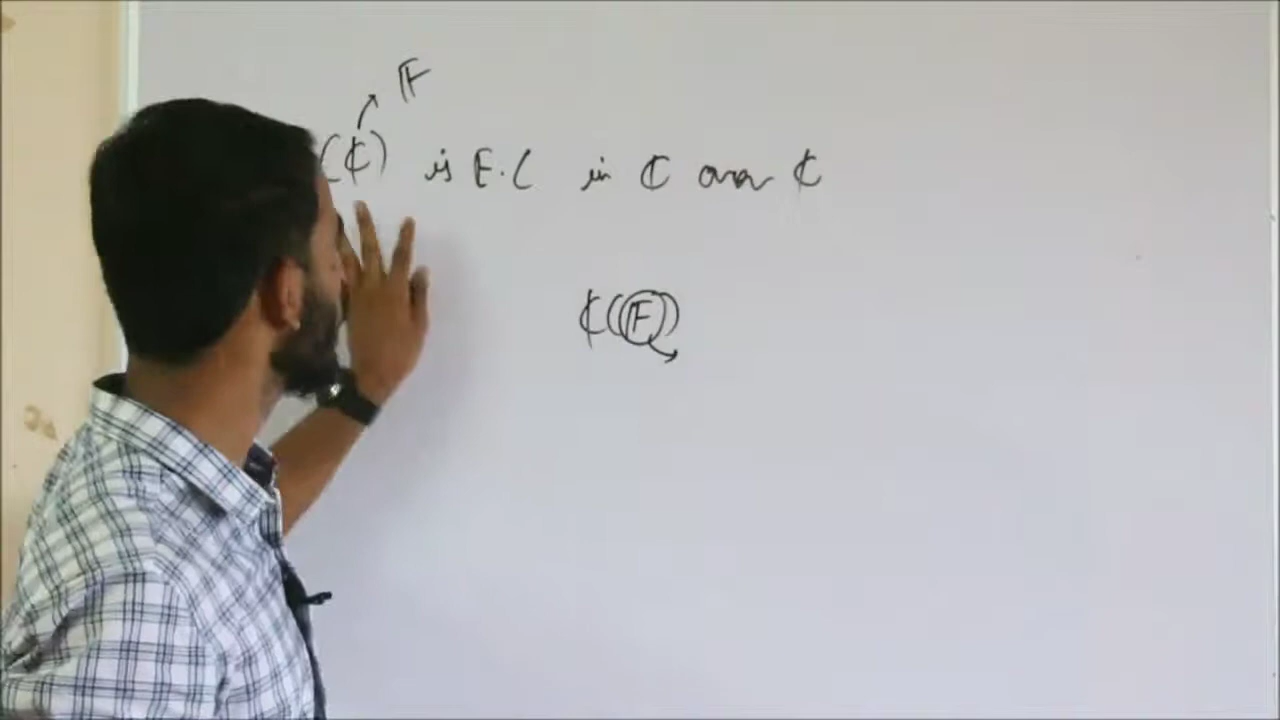 𝔽
(ℂ) is E.C in ℂ over ℂ
ℂ(𝔽)